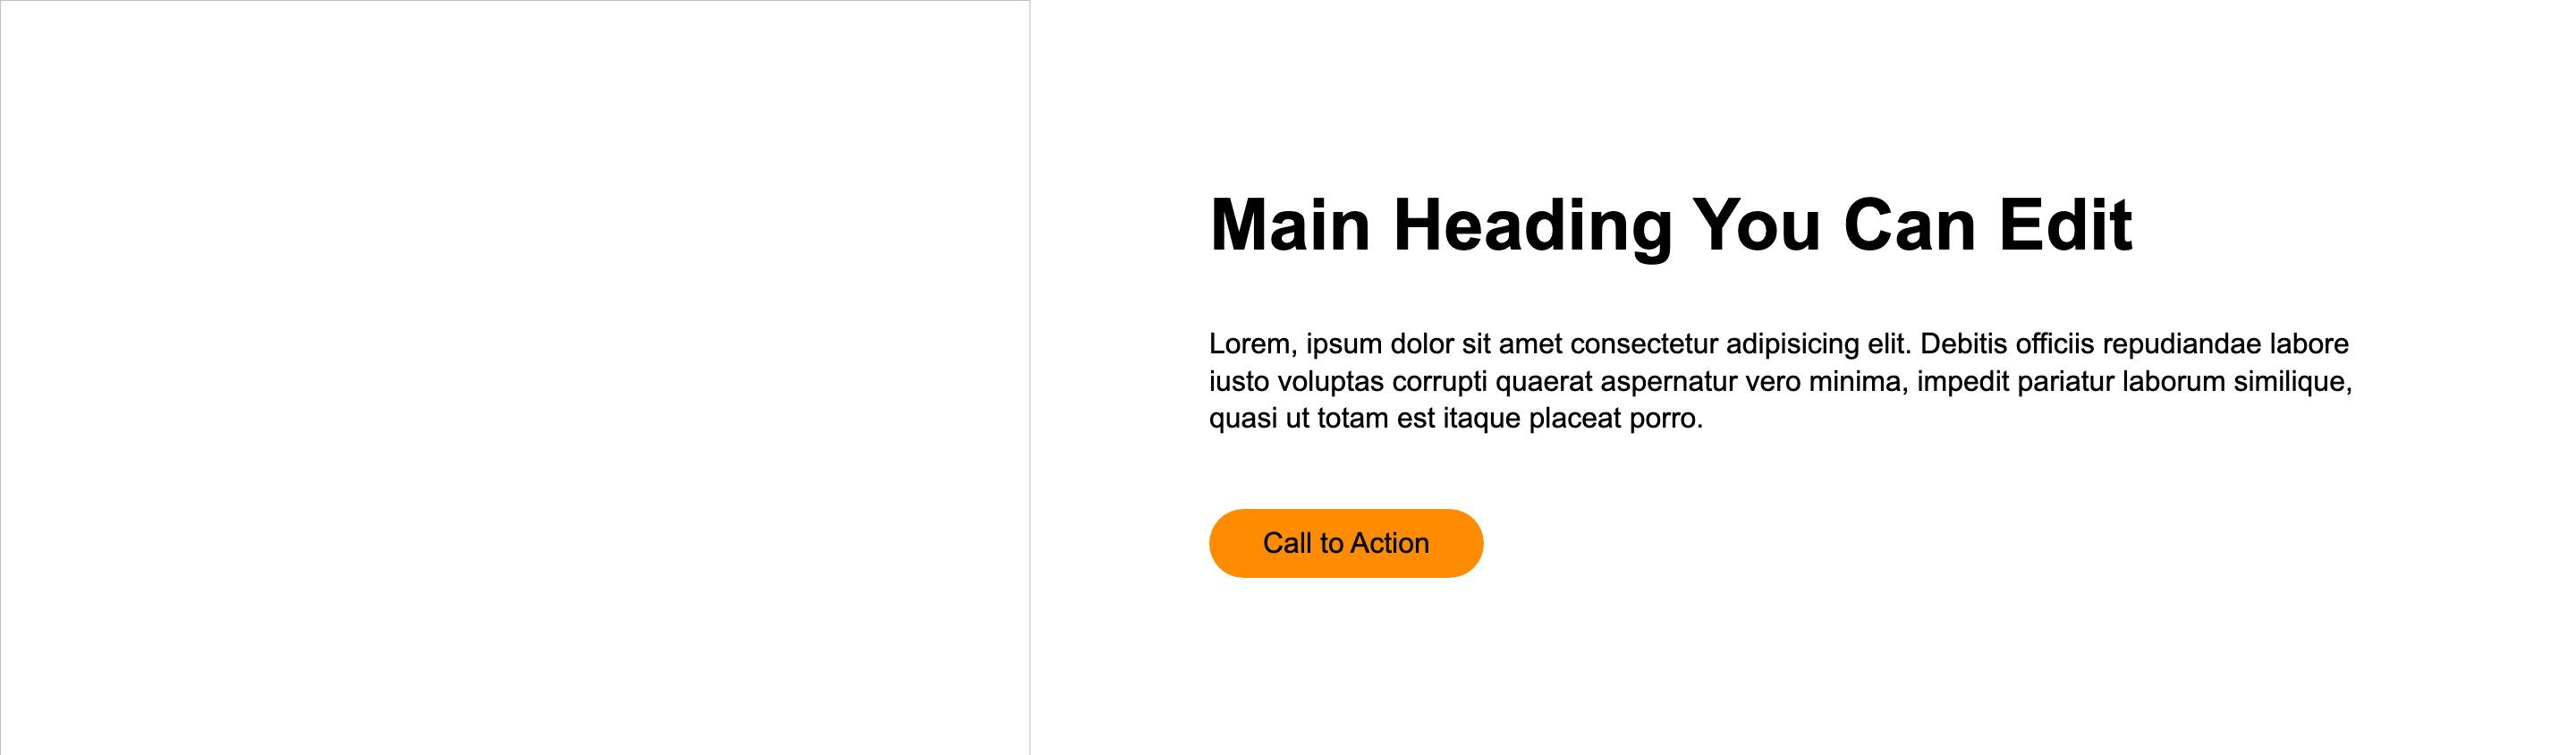 Main Heading You Can Edit
Lorem, ipsum dolor sit amet consectetur adipisicing elit. Debitis officiis repudiandae labore
iusto voluptas corrupti quaerat aspernatur vero minima, impedit pariatur laborum similique,
quasi ut totam est itaque placeat porro.
Call to Action